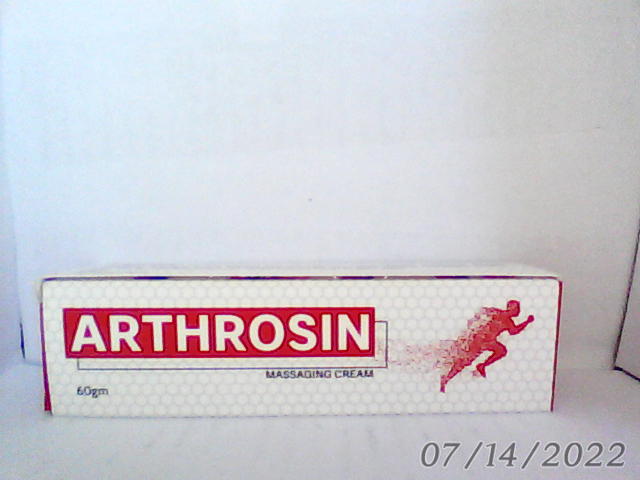 ARTHROSIN
MASSAGING CREAM
60gm
07/14/2022